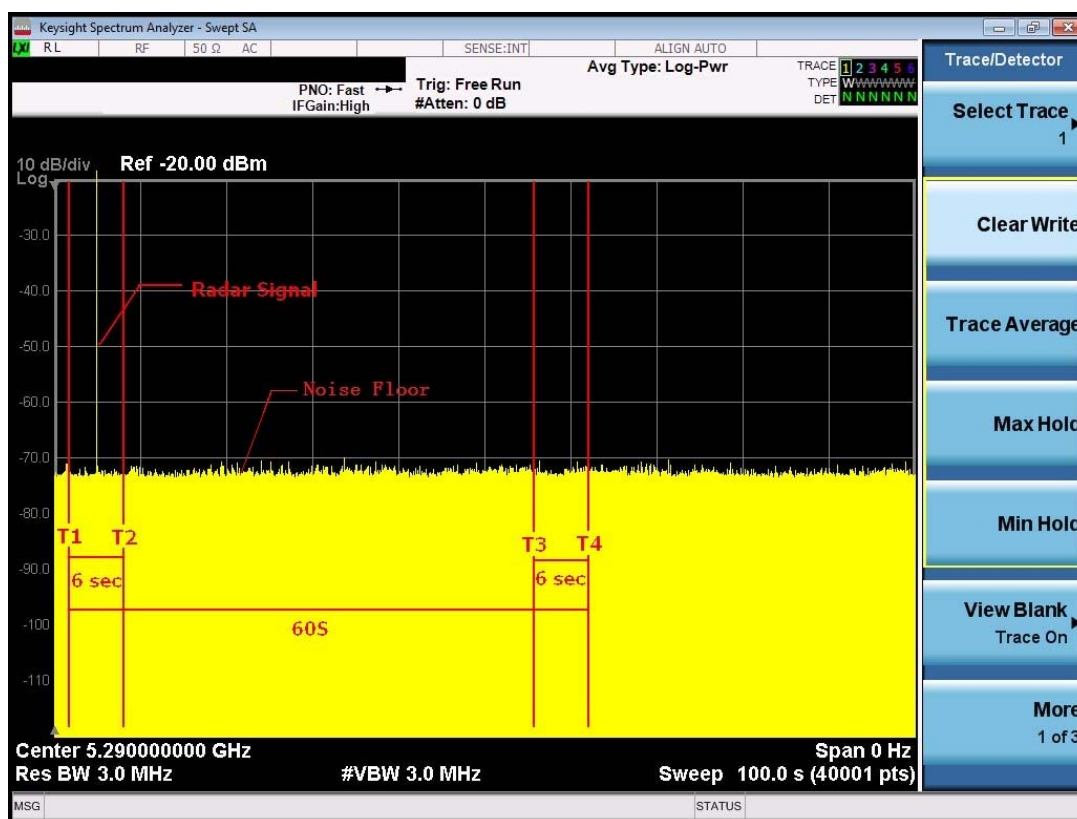 Keysight Spectrum Analyzer - Swept SA
LXI RL RF 50 Ω AC SENSE:INT ALIGN AUTO
Avg Type: Log-Pwr
PNO: Fast
IFGain:High
Trig: Free Run
#Atten: 0 dB
TRACE 1 2 3 4 5 6
TYPE WWWWWW
DET N N N N N N
10 dB/div
Log
Ref -20.00 dBm
-30.0
-40.0
-50.0
-60.0
-70.0
-80.0
-90.0
-100
-110
Radar Signal
Noise Floor
T1 T2 T3 T4
6 sec 6 sec
60S
Center 5.290000000 GHz Span 0 Hz
Res BW 3.0 MHz #VBW 3.0 MHz Sweep 100.0 s (40001 pts)
MSG STATUS
Trace/Detector
Select Trace
1
Clear Write
Trace Average
Max Hold
Min Hold
View Blank
Trace On
More
1 of 3